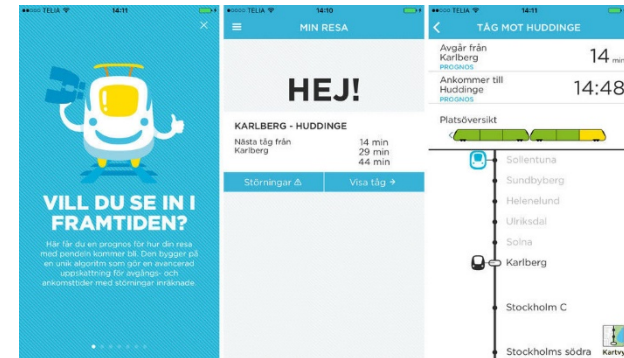 TELIA 14:11
VILL DU SE IN I
FRAMTIDEN?
Här får du en prognos för hur din resa
med pendeln kommer bli. Den bygger på
en unik algoritm som gör en avancerad
uppskattning för avgångs- och
ankomsttider med störningar inräknade.
TELIA 14:10
MIN RESA
HEJ!
KARLBERG - HUDDINGE
Nästa tåg från 14 min
Karlberg 29 min
44 min
Störningar Visa tåg →
TELIA 14:11
TÅG MOT HUDDINGE
Avgår från
Karlberg 14 min
PROGNOS
Ankommer till
Huddinge 14:48
PROGNOS
Platsöversikt
Sollentuna
Sundbyberg
Helenelund
Ulriksdal
Solna
Karlberg
Stockholm C
Stockholms södra